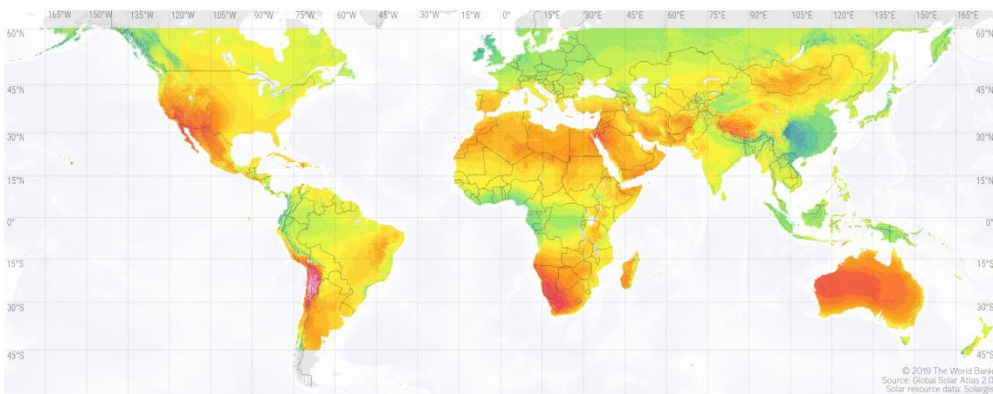 165°W 150°W 135°W 120°W 105°W 90°W 75°W 60°W 45°W 30°W 15°W 0° 15°E 30°E 45°E 60°E 75°E 90°E 105°E 120°E 135°E 150°E 165°E
60°N 60°N
45°N 45°N
30°N 30°N
15°N 15°N
0° 0°
15°S 15°S
30°S 30°S
45°S 45°S
© 2019 The World Bank
Source: Global Solar Atlas 2.0
Solar resource data: Solargis